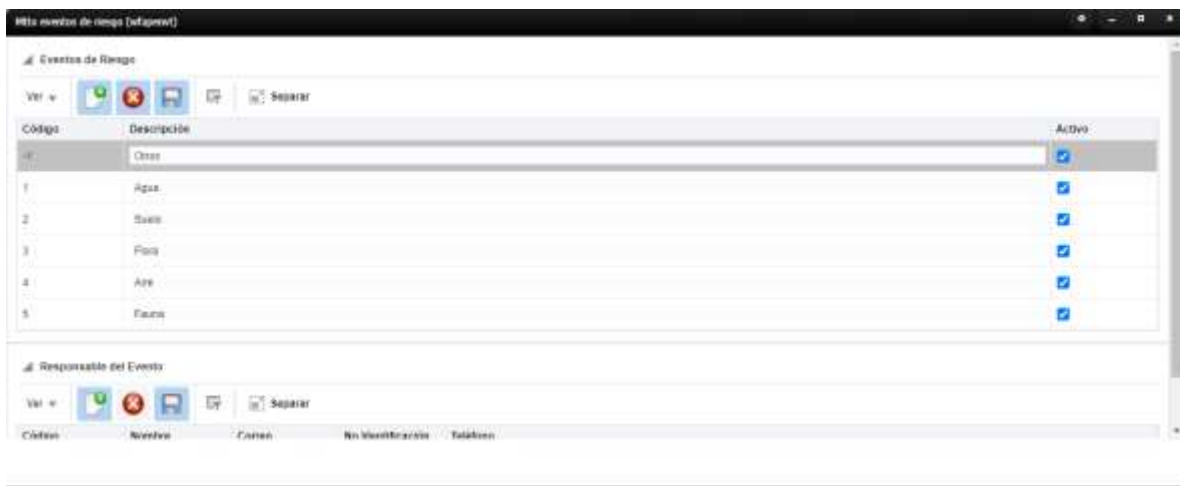 Mtto eventos de riesgo [wfaperwt]
Eventos de Riesgo
Ver
Separar
Código Descripción Activo
Otros
1 Agua
2 Suelo
3 Flora
4 Aire
5 Fauna
Responsable del Evento
Ver
Separar
Código Nombre Correo No Identificación Teléfono